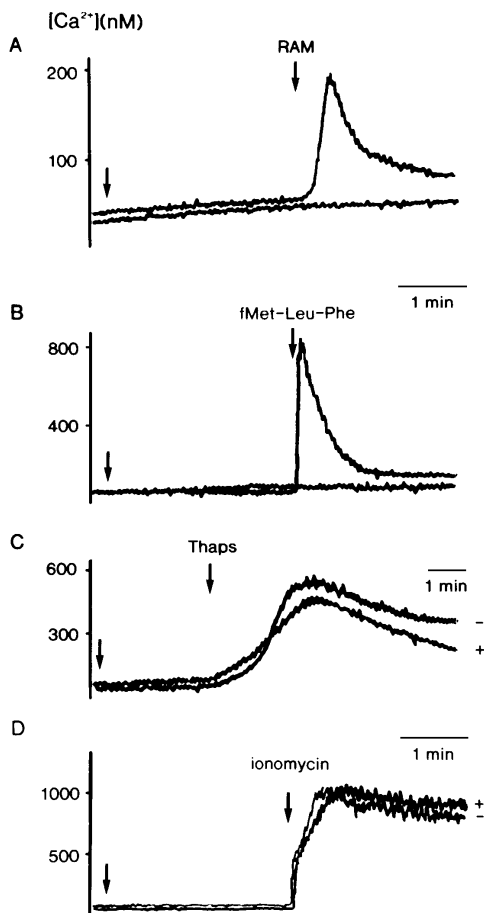 [Ca²⁺](nM)
A
RAM
200
100
1 min
B
fMet-Leu-Phe
800
400
C
Thaps
600
1 min
300
-
+
D
1 min
ionomycin
1000
+
-
500